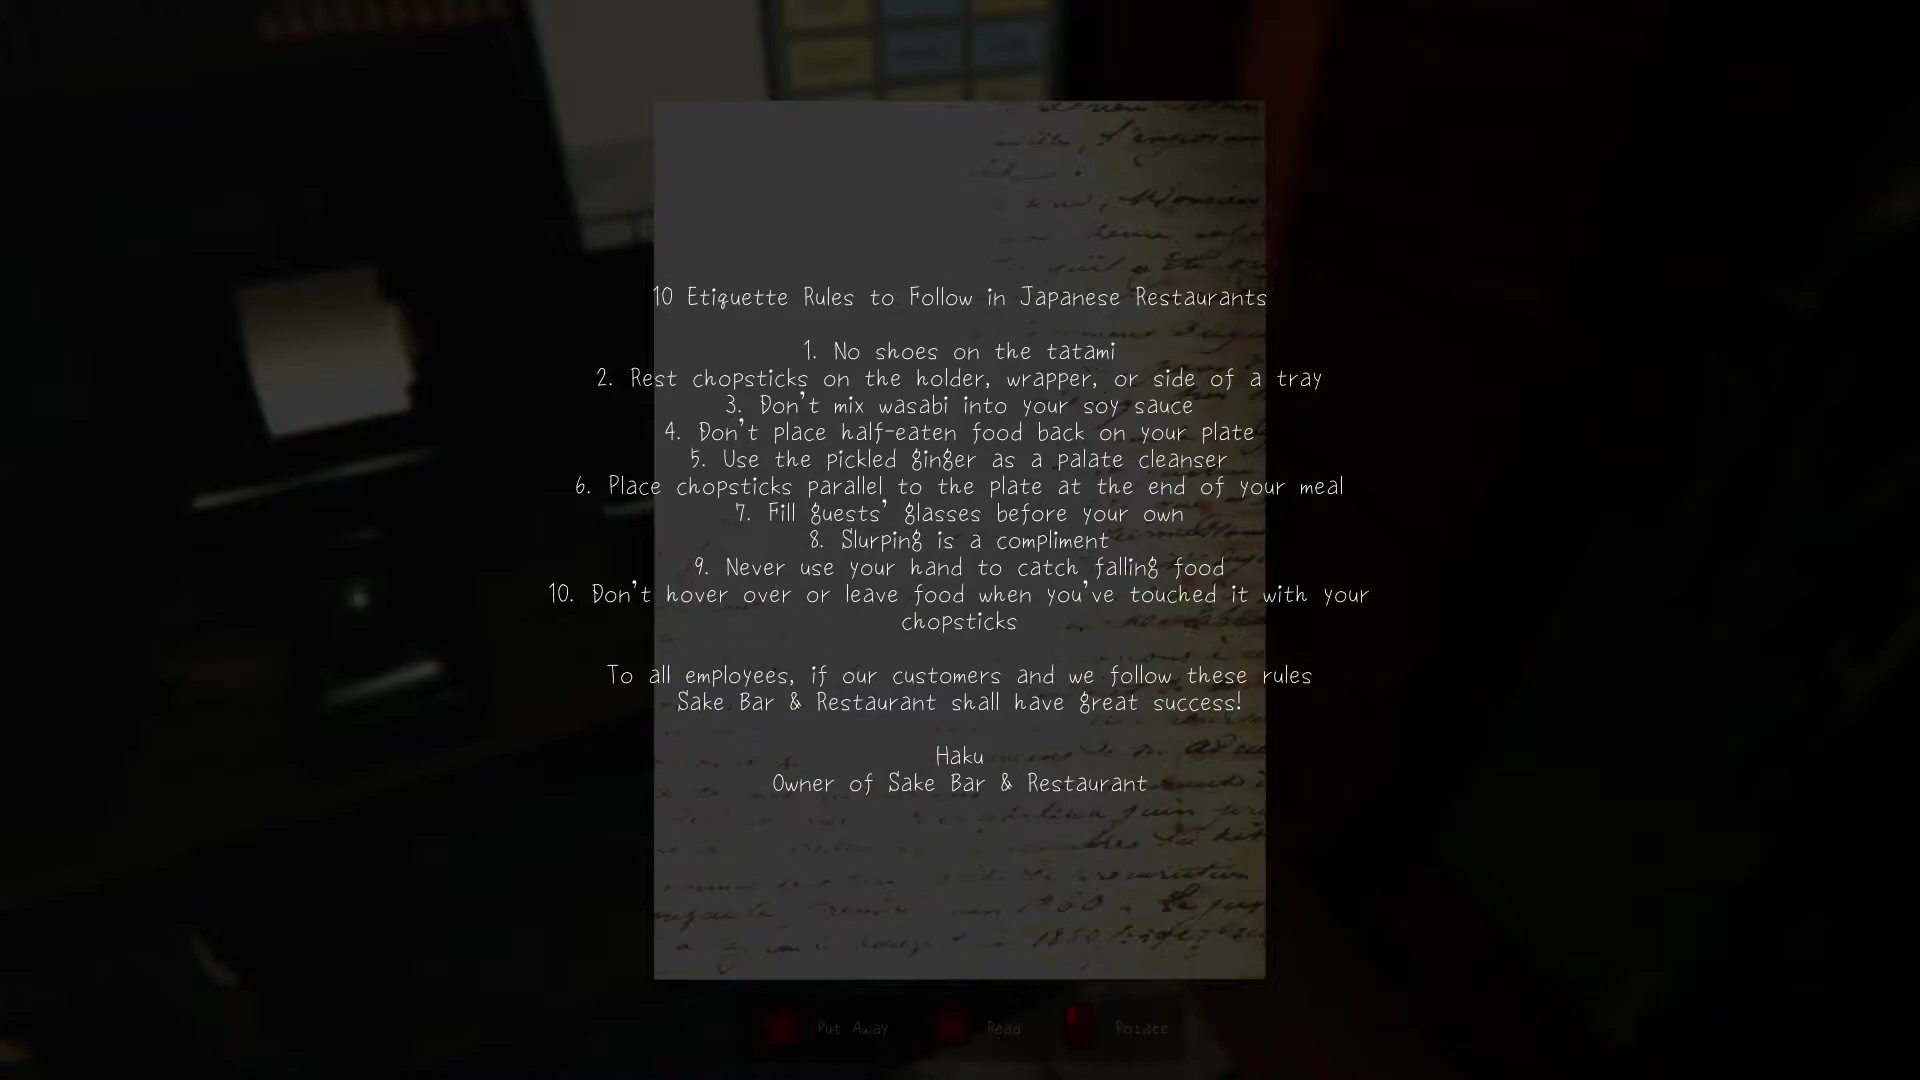 10 Etiquette Rules to Follow in Japanese Restaurants
1. No shoes on the tatami
2. Rest chopsticks on the holder, wrapper, or side of a tray
3. Don't mix wasabi into your soy sauce
4. Don't place half-eaten food back on your plate
5. Use the pickled ginger as a palate cleanser
6. Place chopsticks parallel to the plate at the end of your meal
7. Fill guests' glasses before your own
8. Slurping is a compliment
9. Never use your hand to catch falling food
10. Don't hover over or leave food when you've touched it with your
chopsticks
To all employees, if our customers and we follow these rules
Sake Bar & Restaurant shall have great success!
Haku
Owner of Sake Bar & Restaurant
Put Away Read Rotate